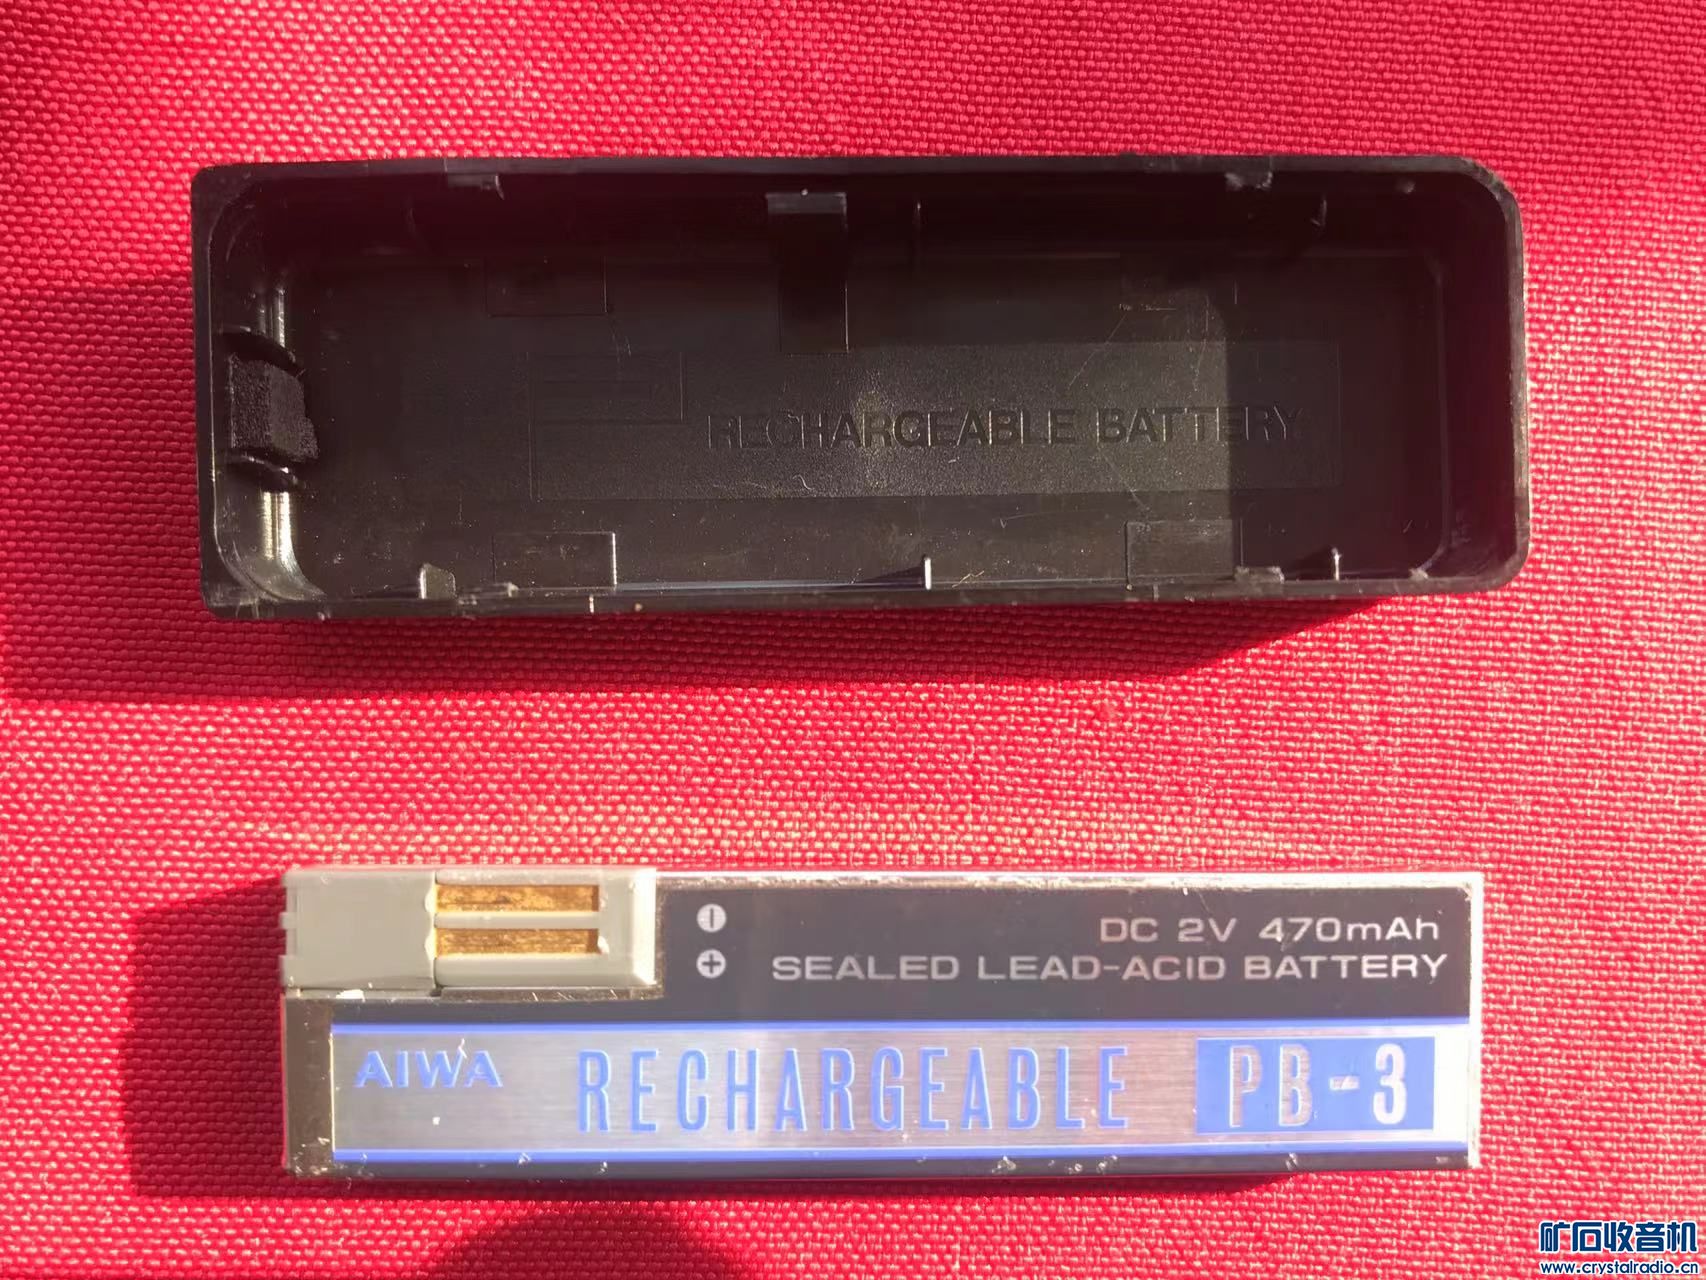 RECHARGEABLE BATTERY
DC 2V 470mAh
SEALED LEAD-ACID BATTERY
AIWA RECHARGEABLE PB-3
矿石收音机
www.crystalradio.cn